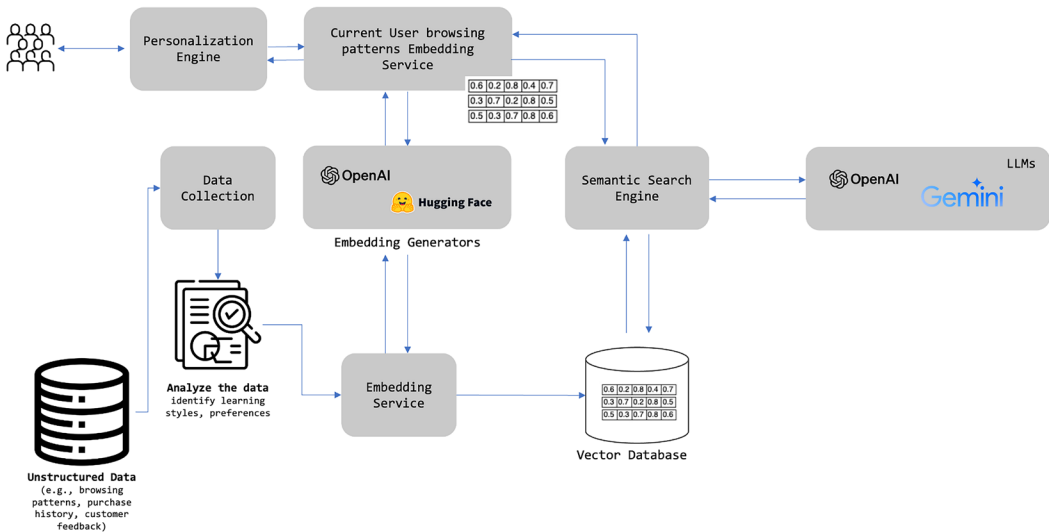 Personalization
Engine
Current User browsing
patterns Embedding
Service
0.6 0.2 0.8 0.4 0.7
0.3 0.7 0.2 0.8 0.5
0.5 0.3 0.7 0.8 0.6
Data
Collection
OpenAI
Hugging Face
Embedding Generators
Semantic Search
Engine
LLMs
OpenAI
Gemini
Analyze the data
identify learning
styles, preferences
Embedding
Service
0.6 0.2 0.8 0.4 0.7
0.3 0.7 0.2 0.8 0.5
0.5 0.3 0.7 0.8 0.6
Vector Database
Unstructured Data
(e.g., browsing
patterns, purchase
history, customer
feedback)